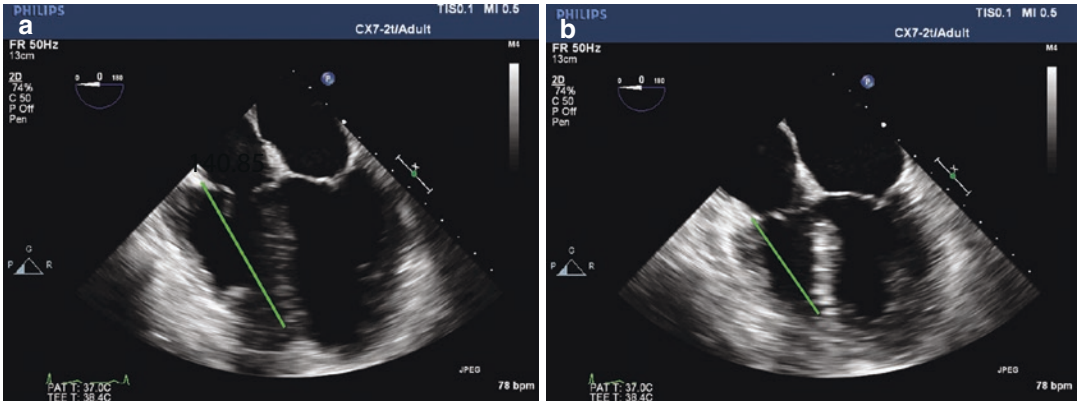 a
PHILIPS
TIS0.1 MI 0.5
CX7-2t/Adult
FR 50Hz
13cm
M4
2D
74%
C 50
P Off
Pen
0 0 180
P
140.85
G
P R
JPEG
PAT T: 37.0C
TEE T: 38.4C
78 bpm
b
PHILIPS
TIS0.1 MI 0.5
CX7-2t/Adult
FR 50Hz
13cm
M4
2D
74%
C 50
P Off
Pen
0 0 180
P
G
P R
JPEG
PAT T: 37.0C
TEE T: 38.4C
78 bpm